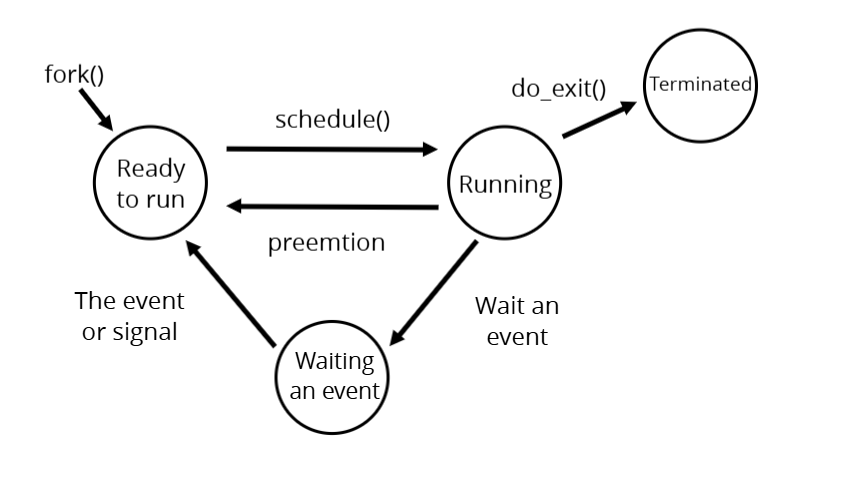 fork()
schedule()
do_exit()
Terminated
Ready
to run
Running
preemtion
The event
or signal
Wait an
event
Waiting
an event